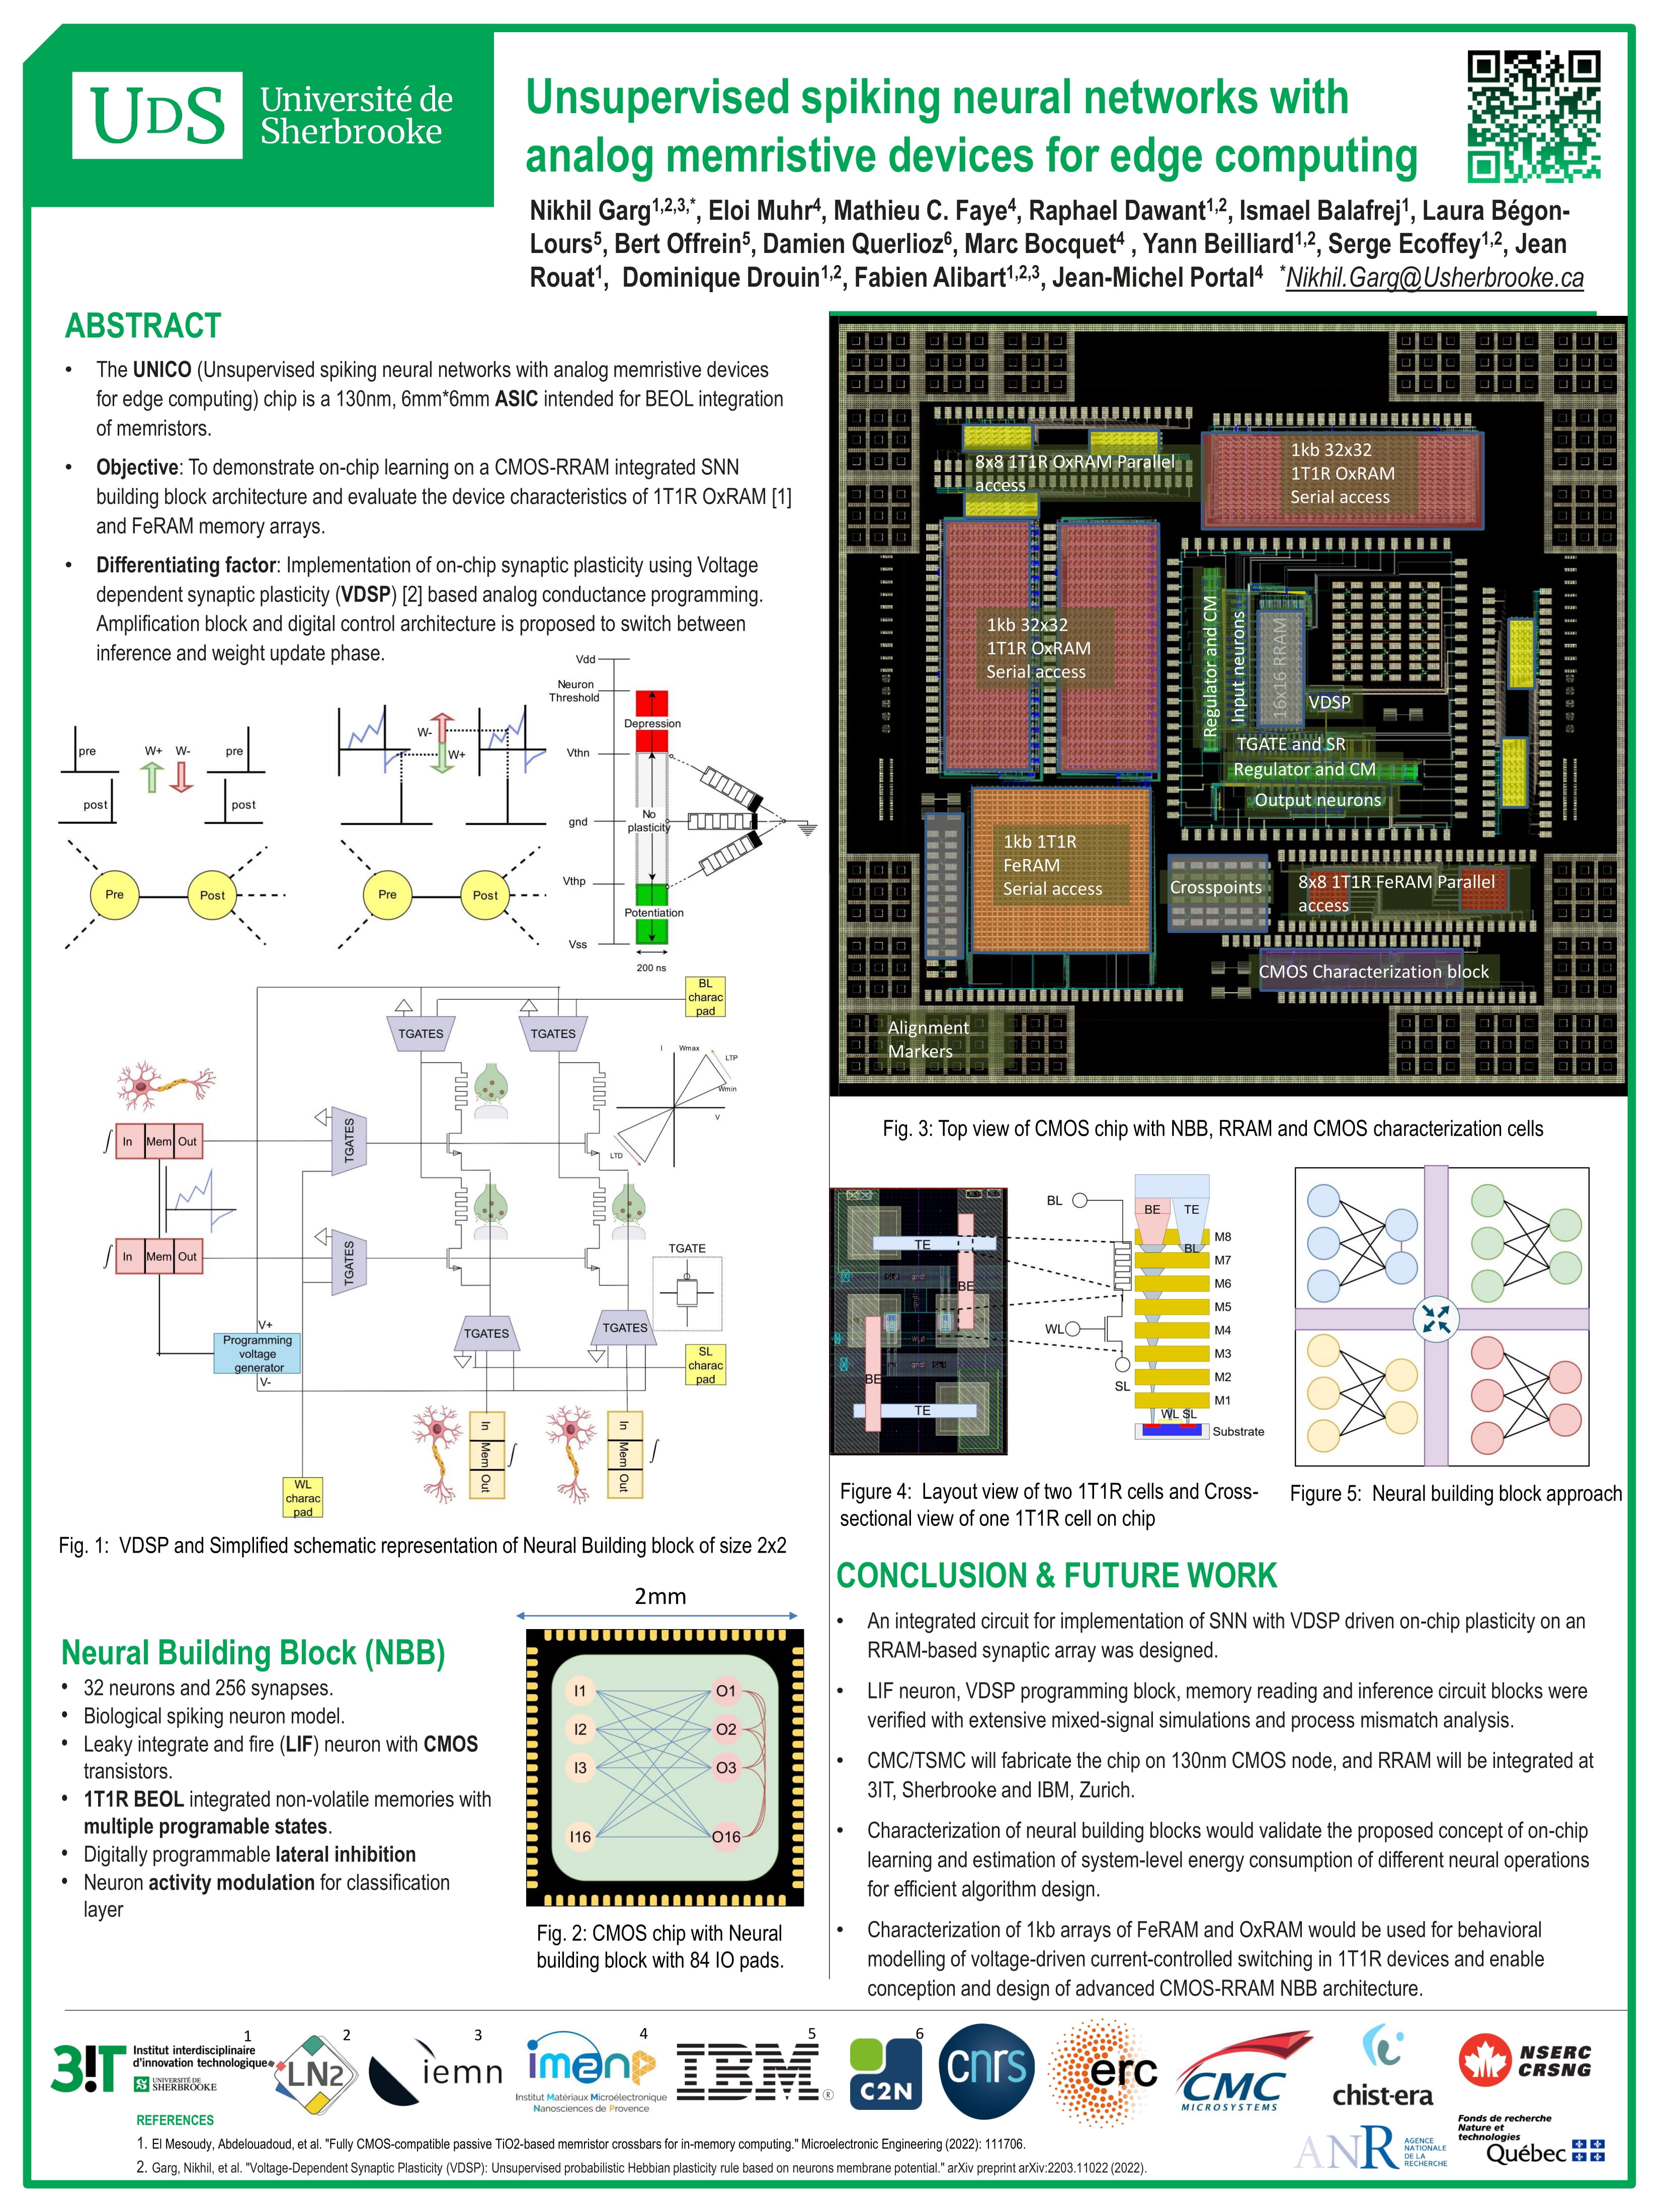 UDS Université de
Sherbrooke
Unsupervised spiking neural networks with
analog memristive devices for edge computing
Nikhil Garg1,2,3,*, Eloi Muhr4, Mathieu C. Faye4, Raphael Dawant1,2, Ismael Balafrej1, Laura Bégon-
Lours5, Bert Offrein5, Damien Querlioz6, Marc Bocquet4 , Yann Beilliard1,2, Serge Ecoffey1,2, Jean
Rouat1, Dominique Drouin1,2, Fabien Alibart1,2,3, Jean-Michel Portal4 *Nikhil.Garg@Usherbrooke.ca
ABSTRACT
• The UNICO (Unsupervised spiking neural networks with analog memristive devices
for edge computing) chip is a 130nm, 6mm*6mm ASIC intended for BEOL integration
of memristors.
• Objective: To demonstrate on-chip learning on a CMOS-RRAM integrated SNN
building block architecture and evaluate the device characteristics of 1T1R OxRAM [1]
and FeRAM memory arrays.
• Differentiating factor: Implementation of on-chip synaptic plasticity using Voltage
dependent synaptic plasticity (VDSP) [2] based analog conductance programming.
Amplification block and digital control architecture is proposed to switch between
inference and weight update phase.
pre
post
W+ W-
pre
post
W-
W+
Pre
Post
Pre
Post
Vdd
Neuron
Threshold
Vthn
gnd
Vthp
Vss
Depression
No
plasticity
Potentiation
200 ns
BL
charac
pad
TGATES
TGATES
I
Wmax
LTP
Wmin
V
LTD
In Mem Out
TGATES
In Mem Out
TGATES
TGATE
V+
Programming
voltage
generator
V-
TGATES
TGATES
SL
charac
pad
In Mem Out
In Mem Out
WL
charac
pad
Fig. 1: VDSP and Simplified schematic representation of Neural Building block of size 2x2
Neural Building Block (NBB)
• 32 neurons and 256 synapses.
• Biological spiking neuron model.
• Leaky integrate and fire (LIF) neuron with CMOS
transistors.
• 1T1R BEOL integrated non-volatile memories with
multiple programable states.
• Digitally programmable lateral inhibition
• Neuron activity modulation for classification
layer
2mm
I1
I2
I3
I16
O1
O2
O3
O16
Fig. 2: CMOS chip with Neural
building block with 84 IO pads.
8x8 1T1R OxRAM Parallel
access
1kb 32x32
1T1R OxRAM
Serial access
1kb 32x32
1T1R OxRAM
Serial access
Regulator and CM
Input neurons
16x16 RRAM
VDSP
TGATE and SR
Regulator and CM
Output neurons
1kb 1T1R
FeRAM
Serial access
Crosspoints
8x8 1T1R FeRAM Parallel
access
CMOS Characterization block
Alignment
Markers
Fig. 3: Top view of CMOS chip with NBB, RRAM and CMOS characterization cells
TE
BE
BE
TE
gnd
WL0
gnd
BL
WL
SL
BE
TE
BL
M8
M7
M6
M5
M4
M3
M2
M1
WL SL
Substrate
Figure 4: Layout view of two 1T1R cells and Cross-
sectional view of one 1T1R cell on chip
Figure 5: Neural building block approach
CONCLUSION & FUTURE WORK
• An integrated circuit for implementation of SNN with VDSP driven on-chip plasticity on an
RRAM-based synaptic array was designed.
• LIF neuron, VDSP programming block, memory reading and inference circuit blocks were
verified with extensive mixed-signal simulations and process mismatch analysis.
• CMC/TSMC will fabricate the chip on 130nm CMOS node, and RRAM will be integrated at
3IT, Sherbrooke and IBM, Zurich.
• Characterization of neural building blocks would validate the proposed concept of on-chip
learning and estimation of system-level energy consumption of different neural operations
for efficient algorithm design.
• Characterization of 1kb arrays of FeRAM and OxRAM would be used for behavioral
modelling of voltage-driven current-controlled switching in 1T1R devices and enable
conception and design of advanced CMOS-RRAM NBB architecture.
1
3IT
Institut interdisciplinaire
d'innovation technologique
UNIVERSITÉ DE
SHERBROOKE
2
LN2
3
iemn
4
im2np
Institut Matériaux Microélectronique
Nanosciences de Provence
5
IBM®
6
C2N
cnrs
erc
CMC
MICROSYSTEMS
chist-era
NSERC
CRSNG
ANR
AGENCE
NATIONALE
DE LA
RECHERCHE
Fonds de recherche
Nature et
technologies
Québec
REFERENCES
1. El Mesoudy, Abdelouadoud, et al. "Fully CMOS-compatible passive TiO2-based memristor crossbars for in-memory computing." Microelectronic Engineering (2022): 111706.
2. Garg, Nikhil, et al. "Voltage-Dependent Synaptic Plasticity (VDSP): Unsupervised probabilistic Hebbian plasticity rule based on neurons membrane potential." arXiv preprint arXiv:2203.11022 (2022).